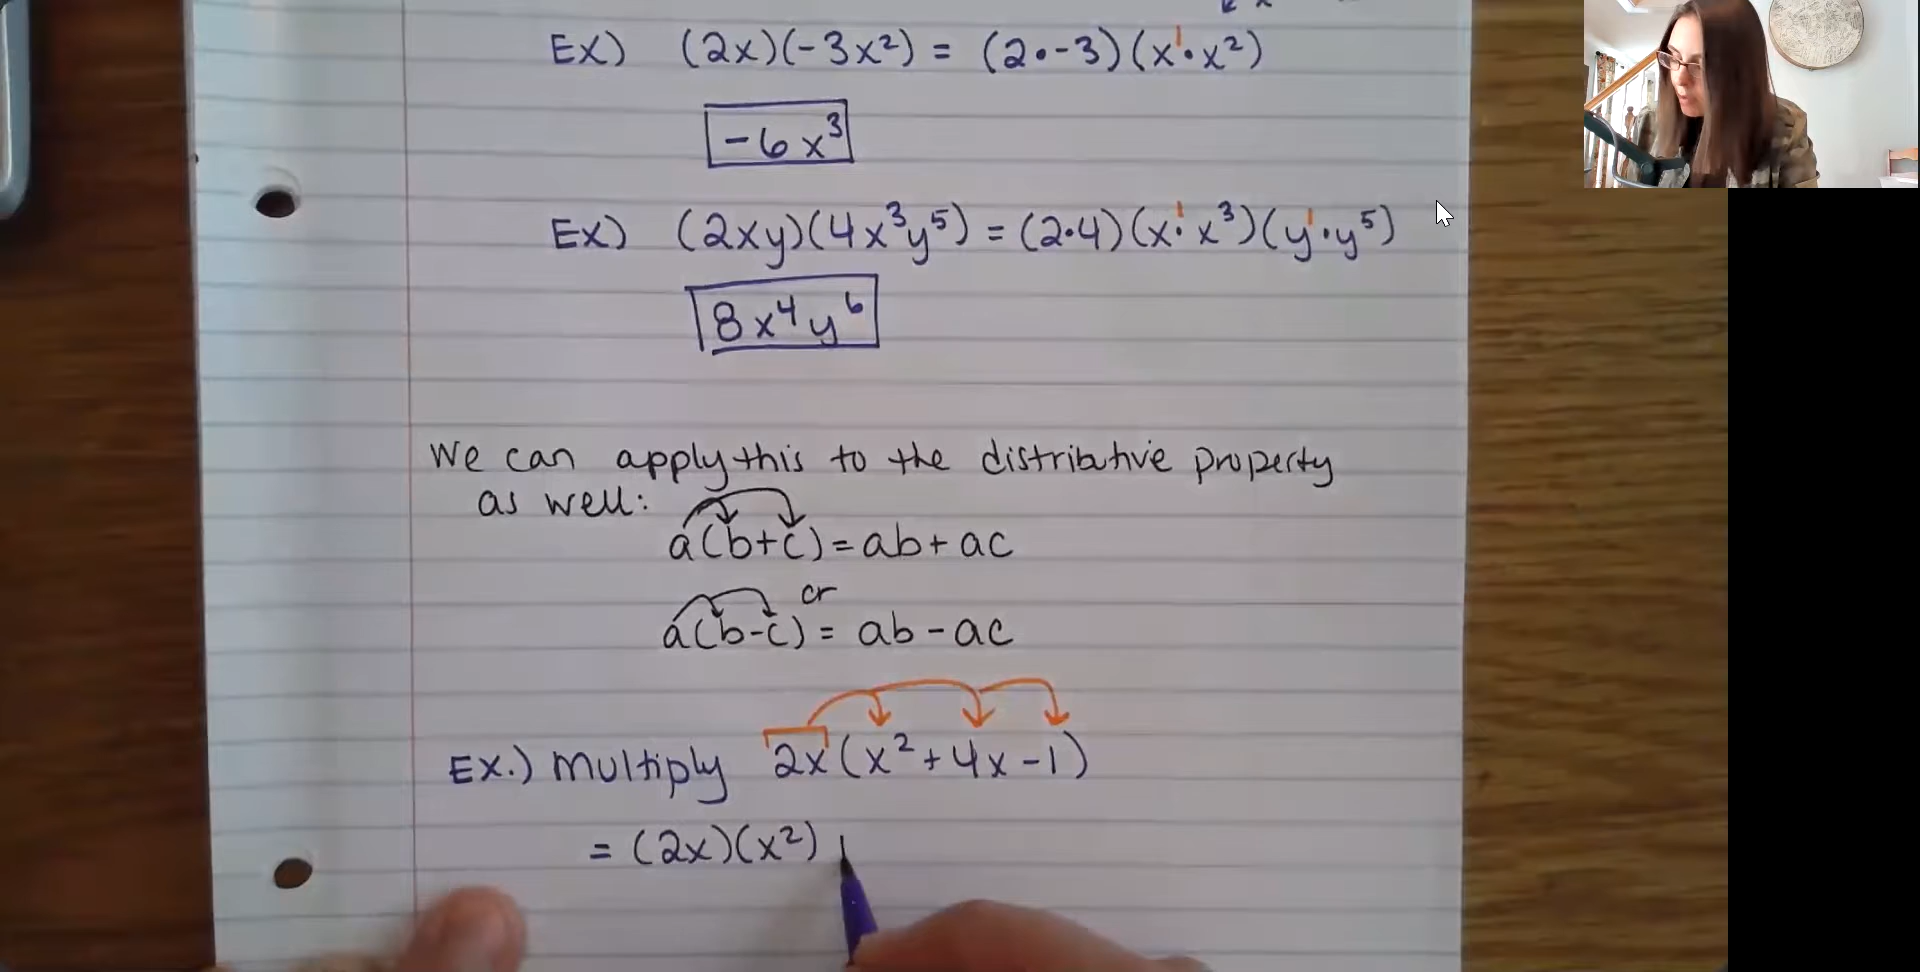 Ex) (2x)(-3x²) = (2•-3)(x¹•x²)
-6x³
Ex) (2xy)(4x³y⁵) = (2•4)(x¹•x³)(y¹•y⁵)
8x⁴y⁶
We can apply this to the distributive property
as well:
a(b+c)=ab+ac
or
a(b-c) = ab-ac
Ex.) Multiply 2x(x²+4x-1)
= (2x)(x²)